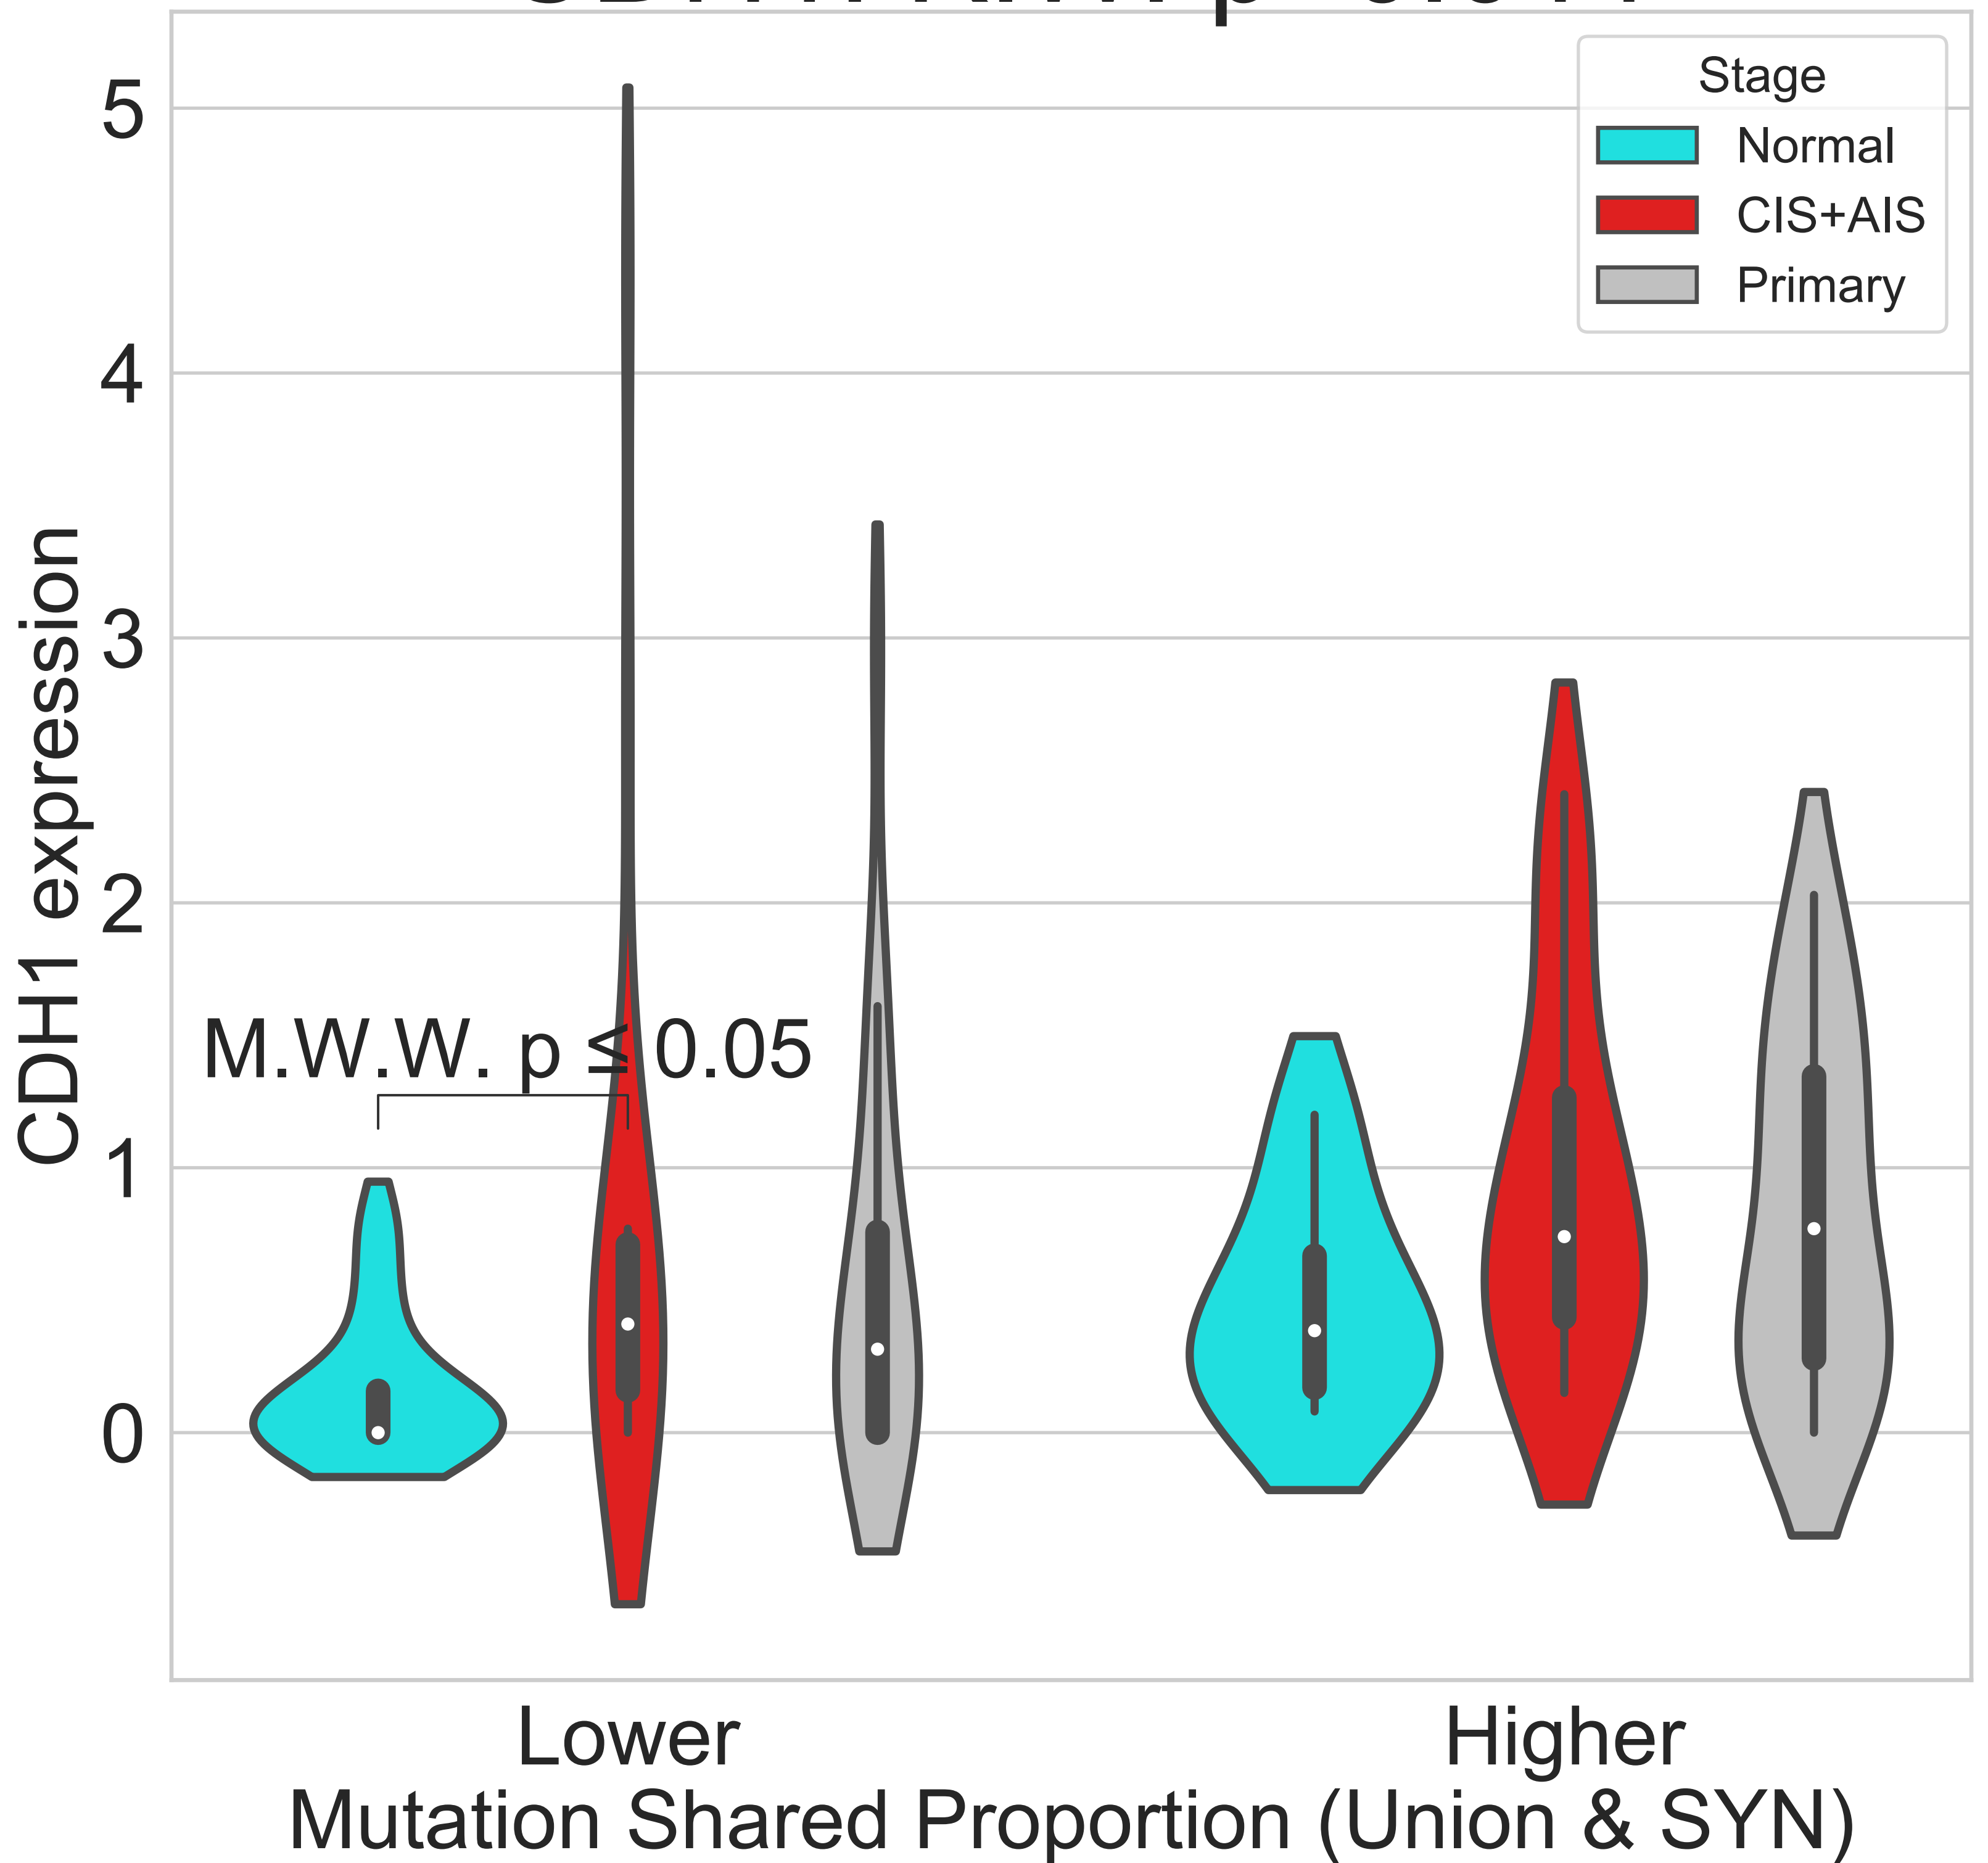 Stage
Normal
CIS+AIS
Primary
5
4
3
2
1
0
CDH1 expression
M.W.W. p ≤ 0.05
Lower
Higher
Mutation Shared Proportion (Union & SYN)